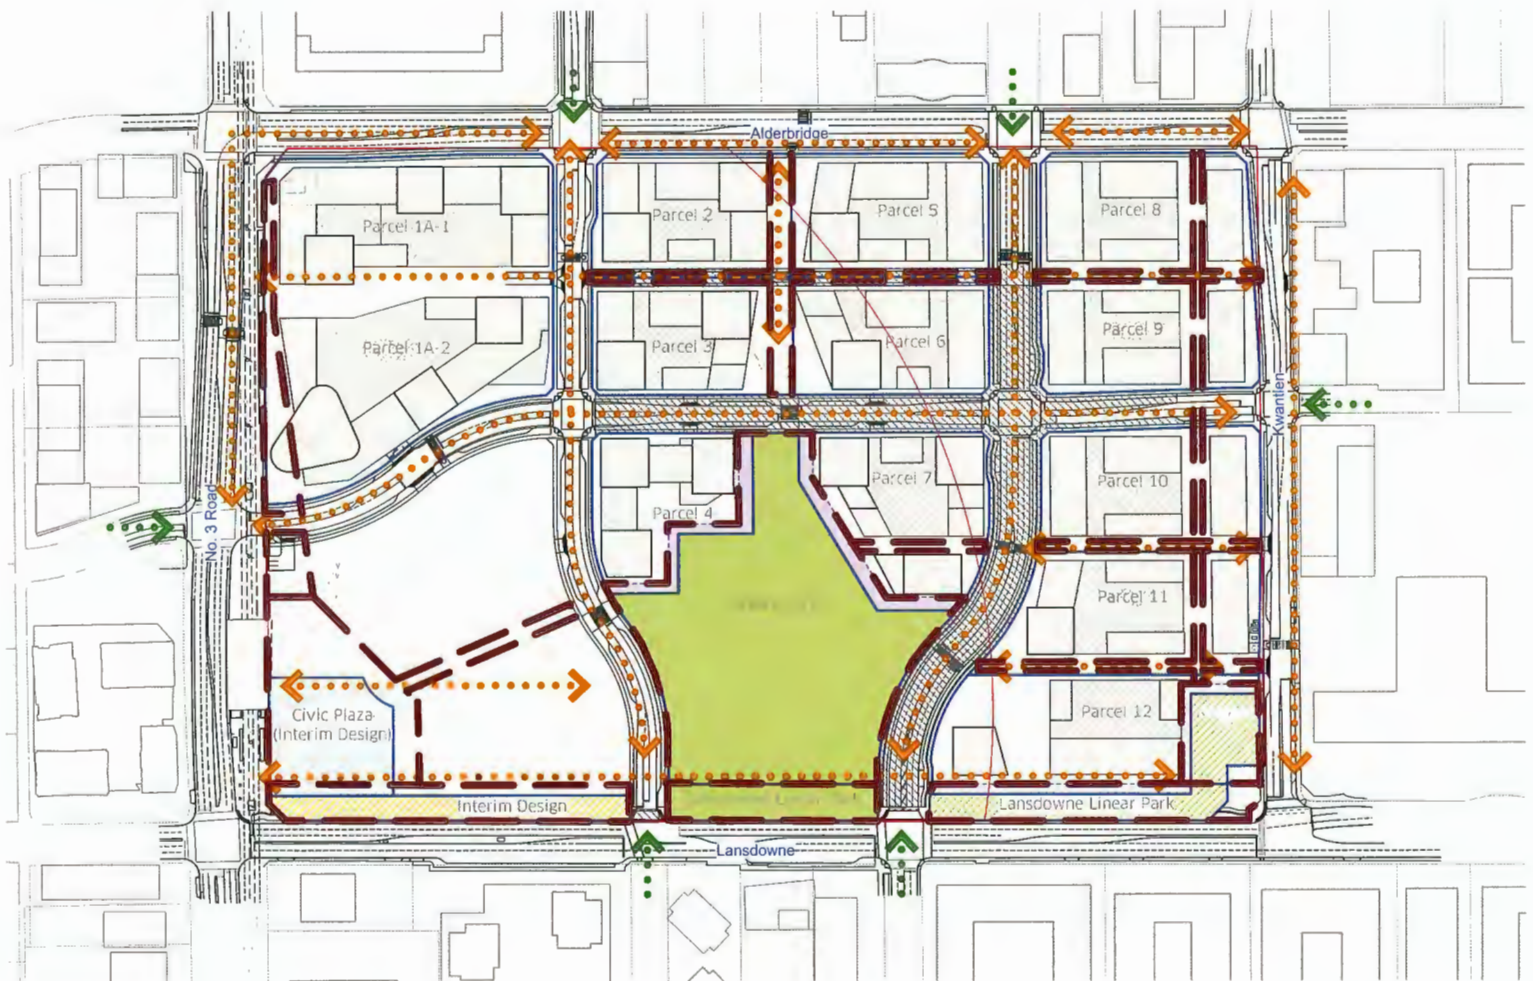 Alderbridge
Parcel 1A-1
Parcel 2
Parcel 5
Parcel 8
Parcel 1A-2
Parcel 3
Parcel 6
Parcel 9
Kwantlen
No. 3 Road
Parcel 4
Parcel 7
Parcel 10
Parcel 11
Civic Plaza
(Interim Design)
Parcel 12
Interim Design
Lansdowne Linear Park
Lansdowne